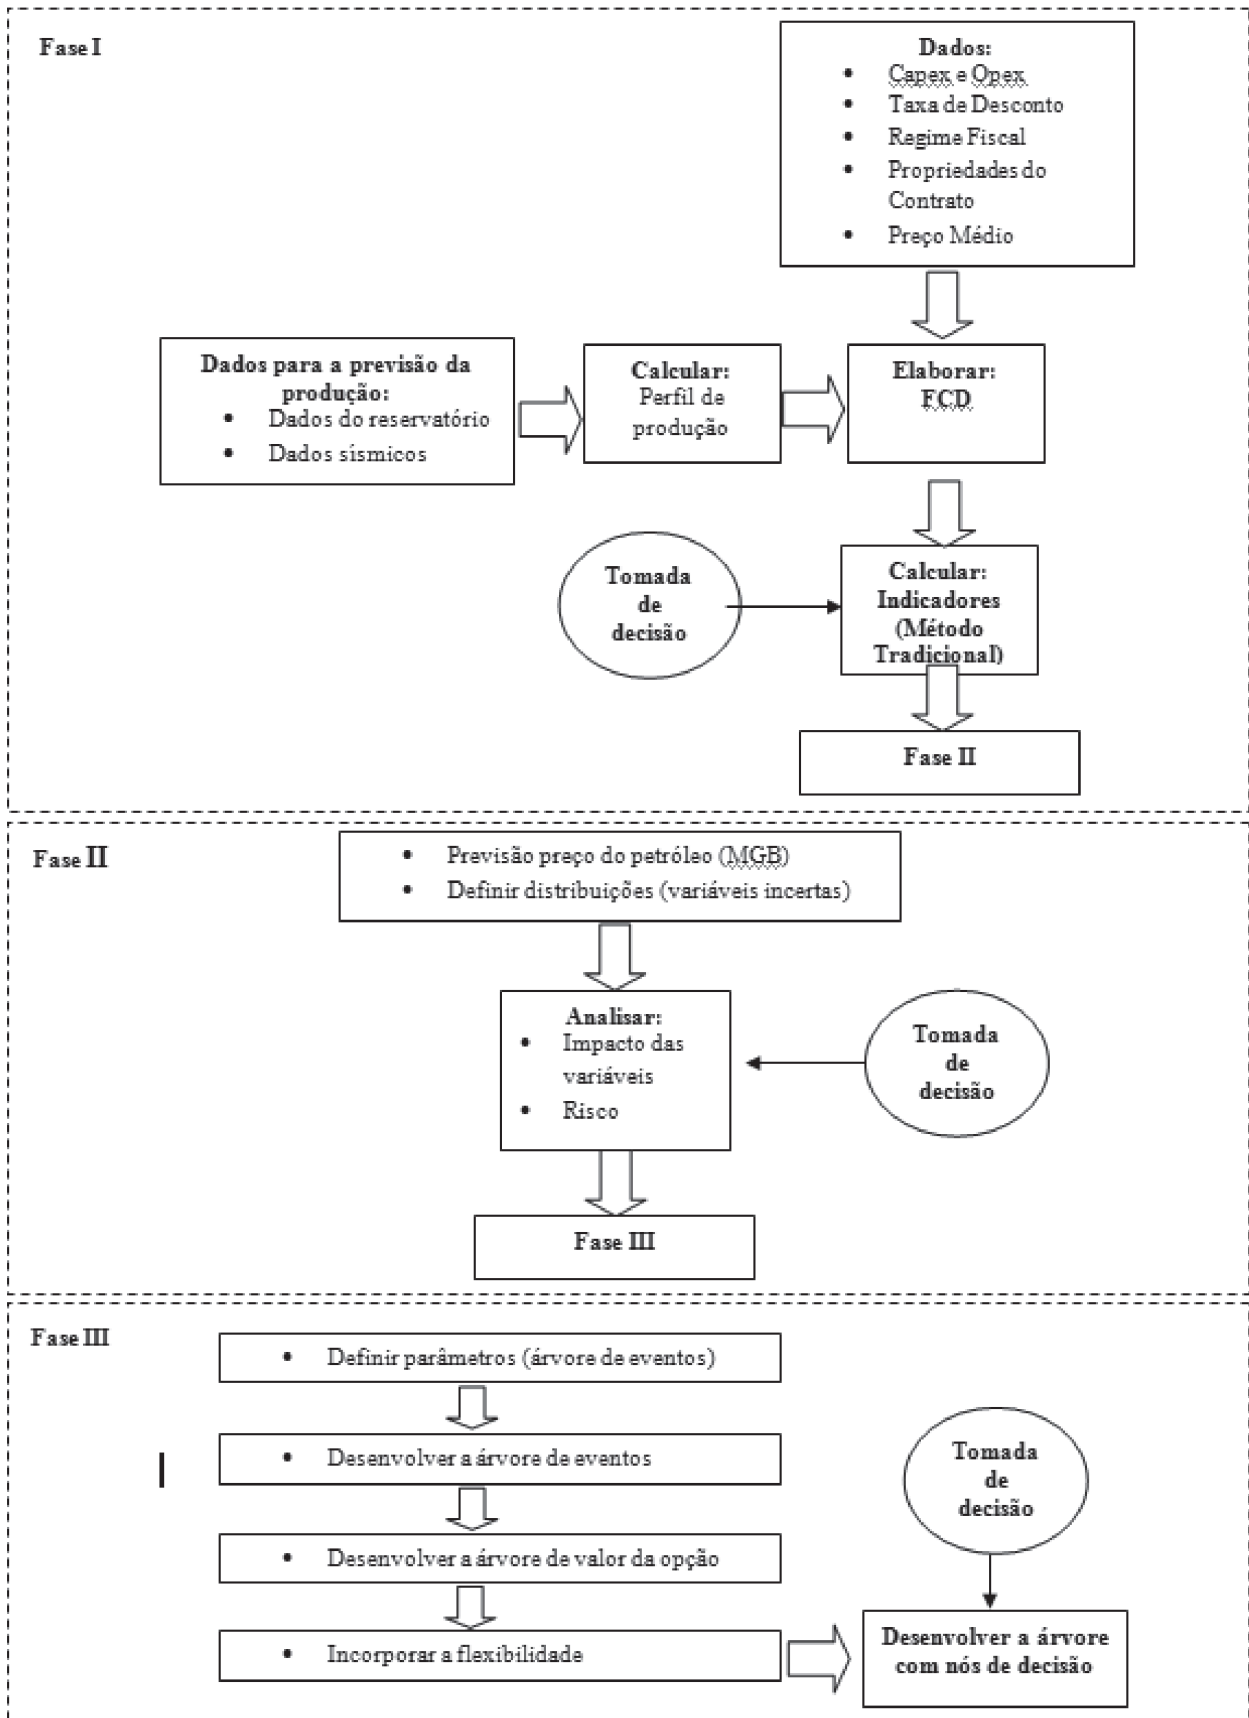 Fase I
Dados:
• Capex e Opex
• Taxa de Desconto
• Regime Fiscal
• Propriedades do
Contrato
• Preço Médio
Dados para a previsão da
produção:
• Dados do reservatório
• Dados sísmicos
Calcular:
Perfil de
produção
Elaborar:
FCD
Tomada
de
decisão
Calcular:
Indicadores
(Método
Tradicional)
Fase II
Fase II
• Previsão preço do petróleo (MGB)
• Definir distribuições (variáveis incertas)
Analisar:
• Impacto das
variáveis
• Risco
Tomada
de
decisão
Fase III
Fase III
• Definir parâmetros (árvore de eventos)
• Desenvolver a árvore de eventos
• Desenvolver a árvore de valor da opção
• Incorporar a flexibilidade
Tomada
de
decisão
Desenvolver a árvore
com nós de decisão